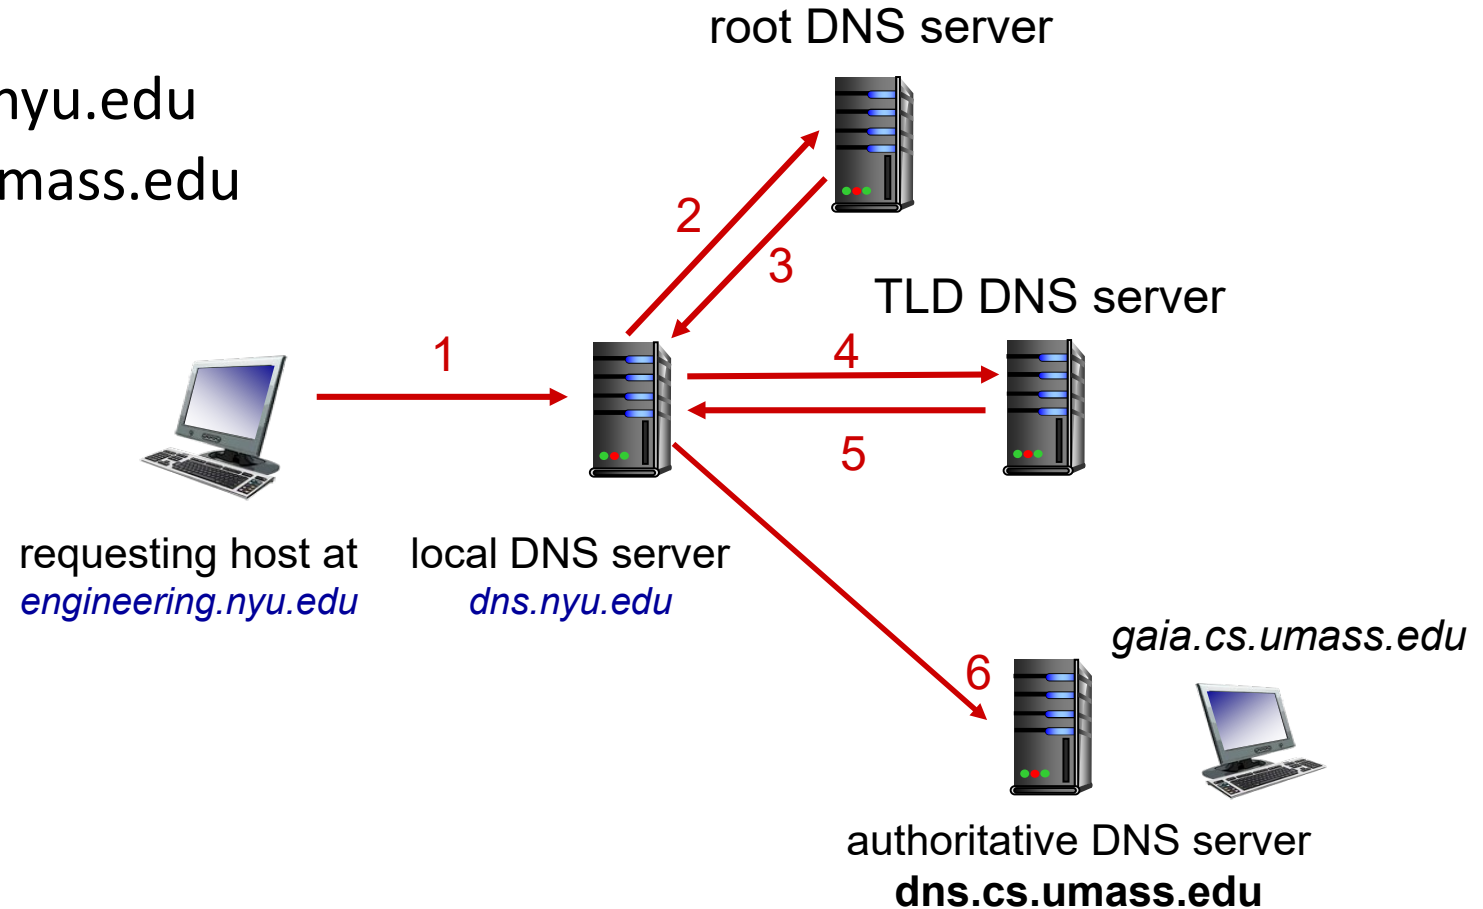 root DNS server
nyu.edu
mass.edu
2
3
TLD DNS server
1
4
5
requesting host at
engineering.nyu.edu
local DNS server
dns.nyu.edu
gaia.cs.umass.edu
6
authoritative DNS server
dns.cs.umass.edu